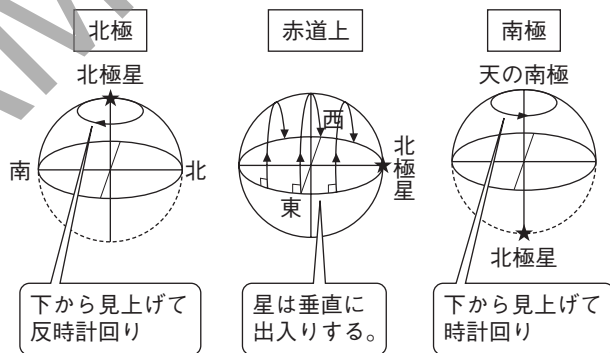 北極
北極星
南
北
下から見上げて
反時計回り
赤道上
西
北極星
東
星は垂直に
出入りする。
南極
天の南極
北極星
下から見上げて
時計回り